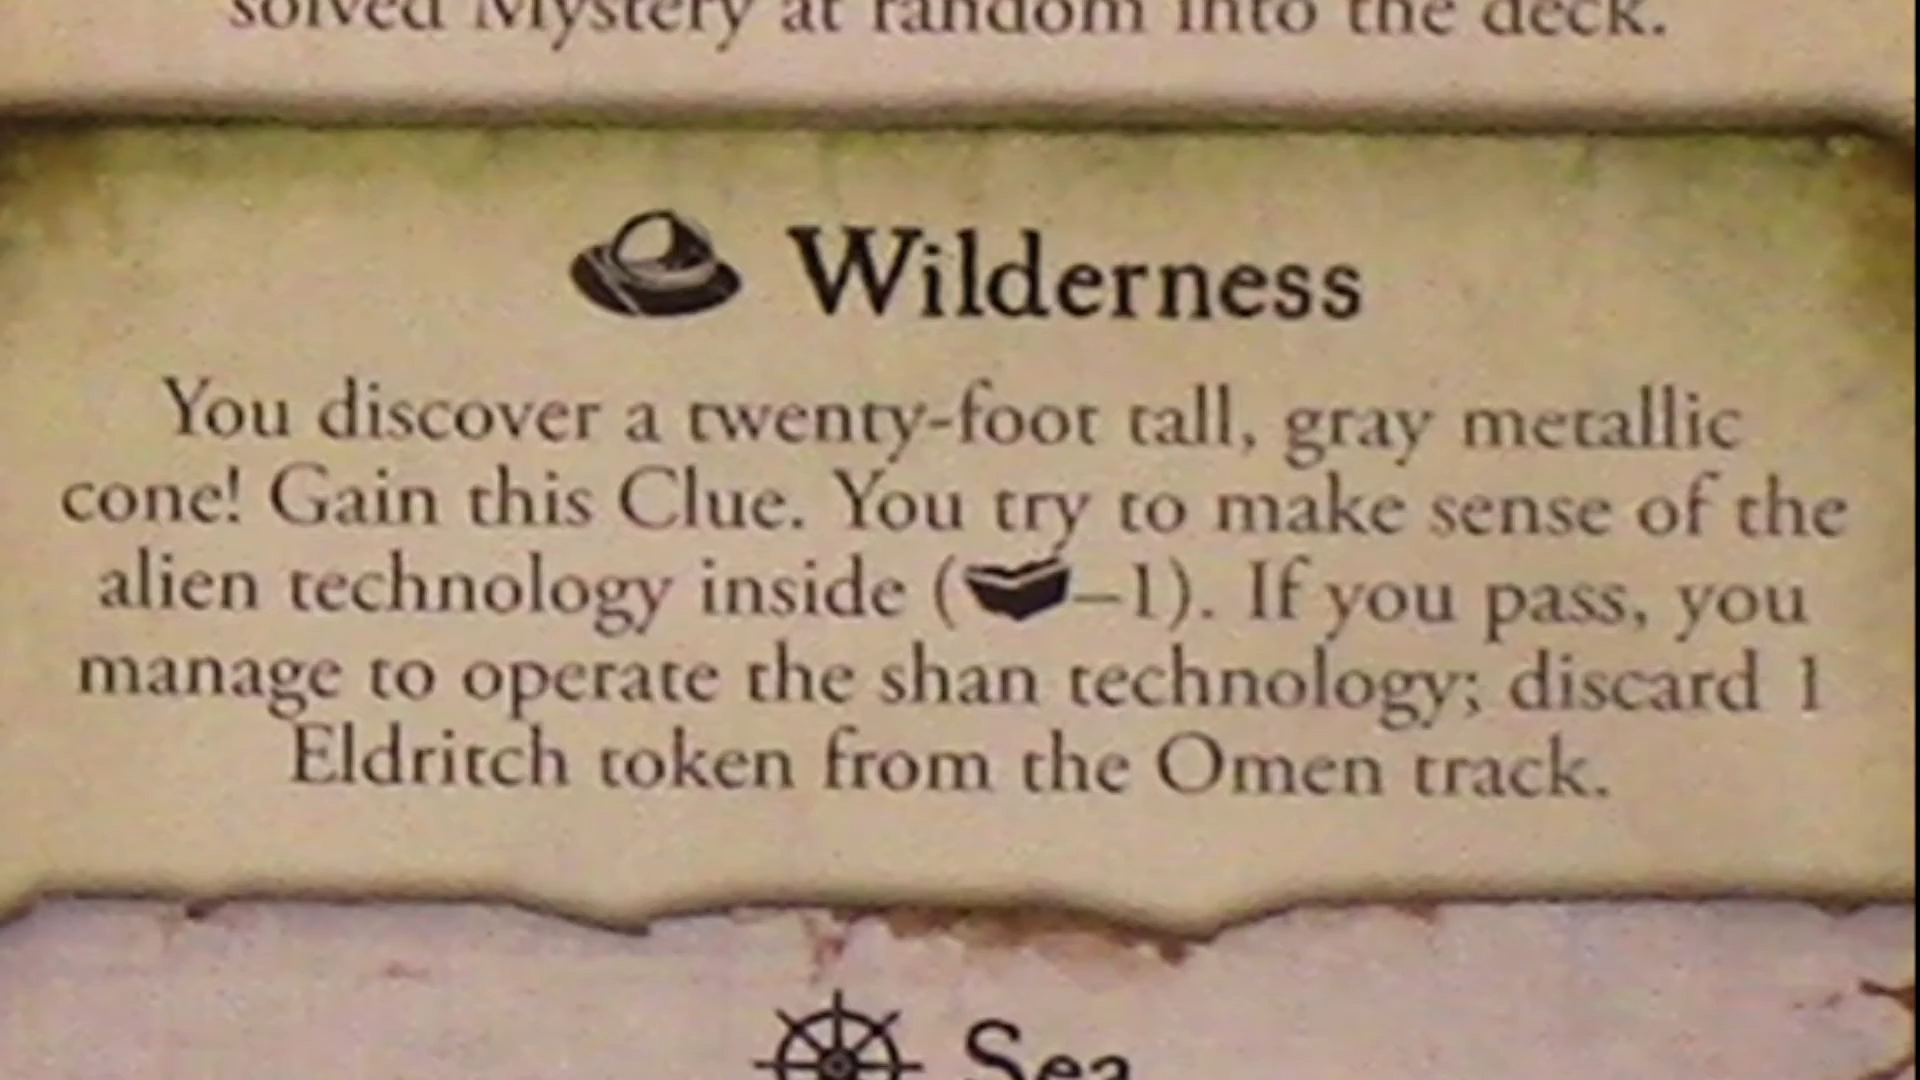 solved Mystery at random into the deck.
Wilderness
You discover a twenty-foot tall, gray metallic
cone! Gain this Clue. You try to make sense of the
alien technology inside (–1). If you pass, you
manage to operate the shan technology; discard 1
Eldritch token from the Omen track.
Sea